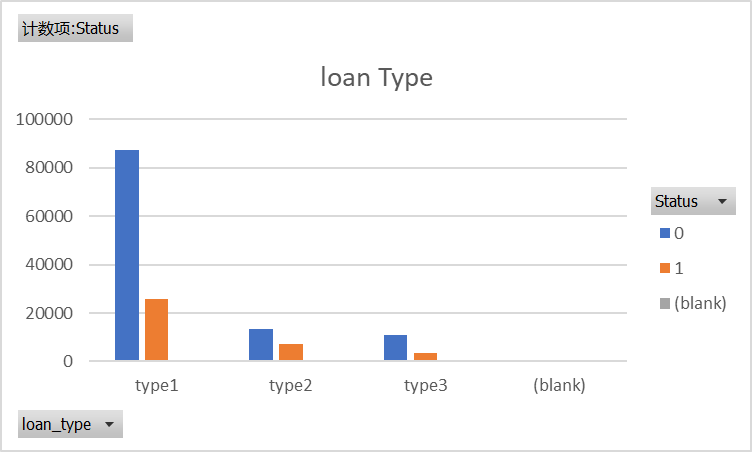 计数项:Status
loan Type
100000
80000
60000
40000
20000
0
type1 type2 type3 (blank)
Status
0
1
(blank)
loan_type